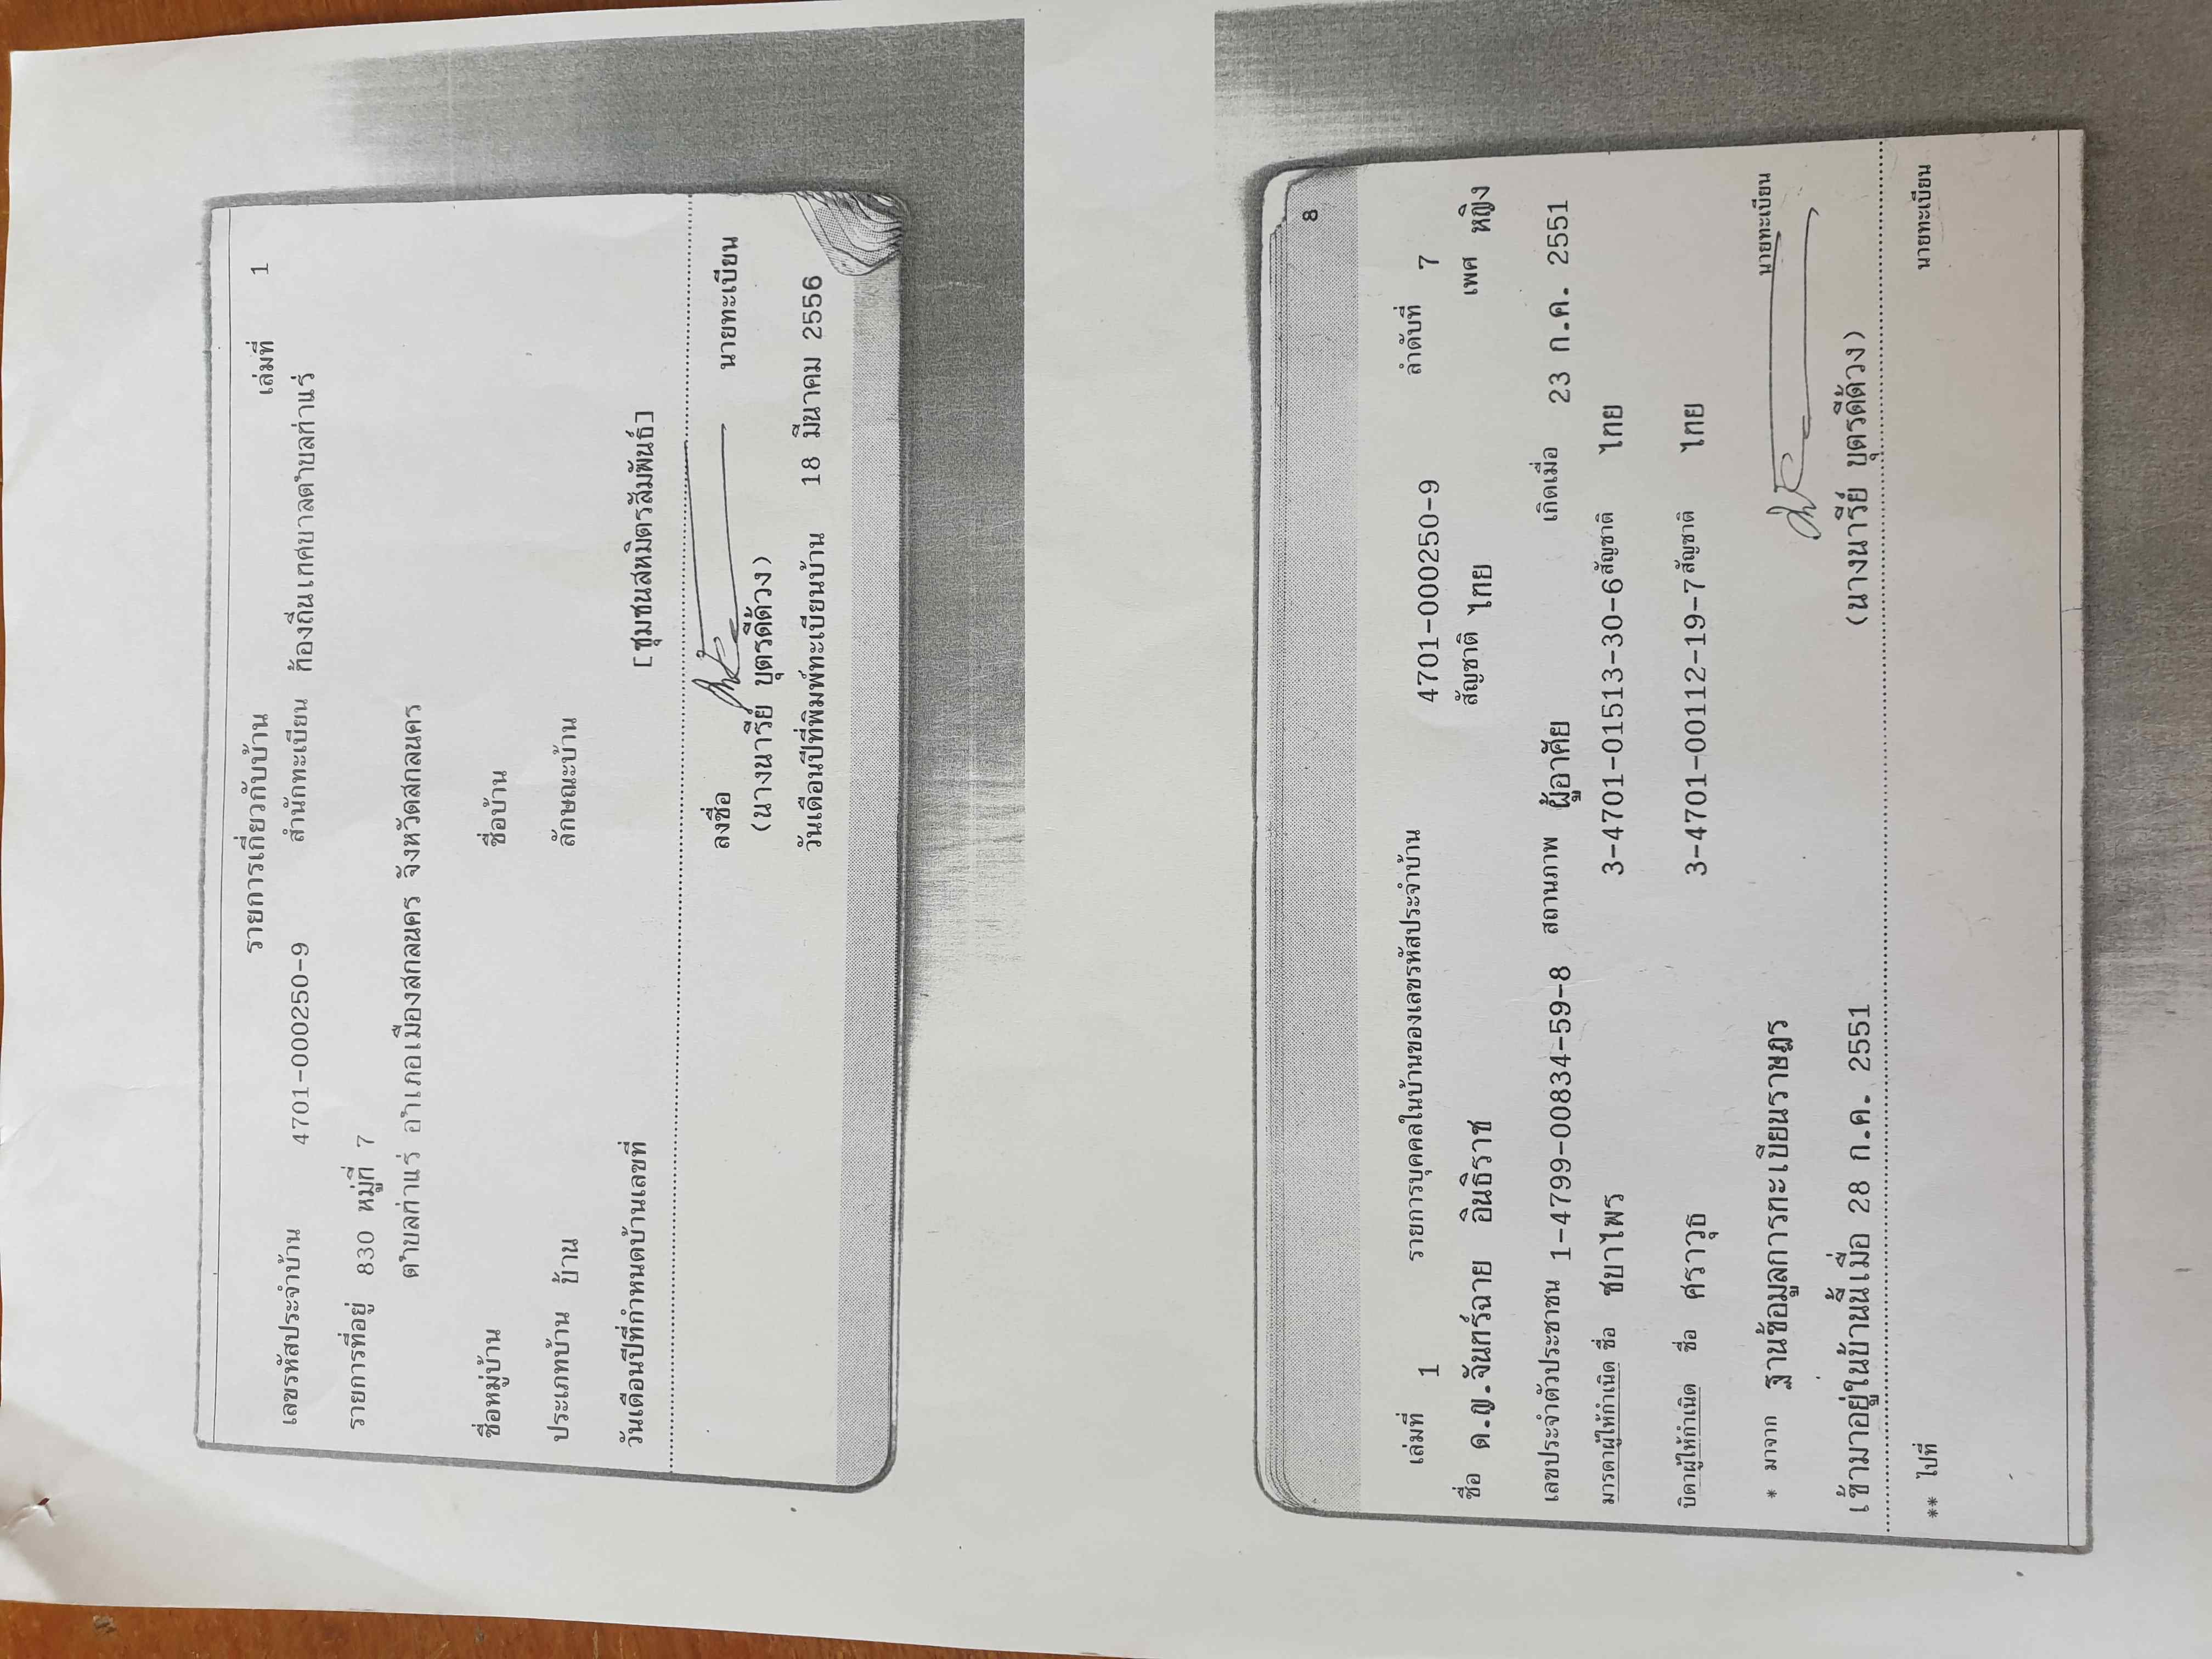 รายการเกี่ยวกับบ้าน เล่มที่ 1
เลขรหัสประจำบ้าน 4701-000250-9 สำนักทะเบียน ท้องถิ่นเทศบาลตำบลท่าแร่
รายการที่อยู่ 830 หมู่ที่ 7
ตำบลท่าแร่ อำเภอเมืองสกลนคร จังหวัดสกลนคร
ชื่อหมู่บ้าน ชื่อบ้าน
ประเภทบ้าน บ้าน ลักษณะบ้าน
วันเดือนปีที่กำหนดบ้านเลขที่ [ชุมชนสหมิตรสัมพันธ์]
ลงชื่อ นายทะเบียน
(นางนารีย์ บุตรดีด้วง)
วันเดือนปีที่พิมพ์ทะเบียนบ้าน 18 มีนาคม 2556
8
เล่มที่ 1 รายการบุคคลในบ้านของเลขรหัสประจำบ้าน 4701-000250-9 ลำดับที่ 7
ชื่อ ด.ญ.จันทร์ฉาย อินธิราช สัญชาติ ไทย เพศ หญิง
เลขประจำตัวประชาชน 1-4799-00834-59-8 สถานภาพ ผู้อาศัย เกิดเมื่อ 23 ก.ค. 2551
มารดาผู้ให้กำเนิด ชื่อ ชบาไพร 3-4701-01513-30-6 สัญชาติ ไทย
บิดาผู้ให้กำเนิด ชื่อ ศราวุธ 3-4701-00112-19-7 สัญชาติ ไทย
* มาจาก ฐานข้อมูลการทะเบียนราษฎร นายทะเบียน
เข้ามาอยู่ในบ้านนี้เมื่อ 28 ก.ค. 2551 (นางนารีย์ บุตรดีด้วง)
** ไปที่ นายทะเบียน